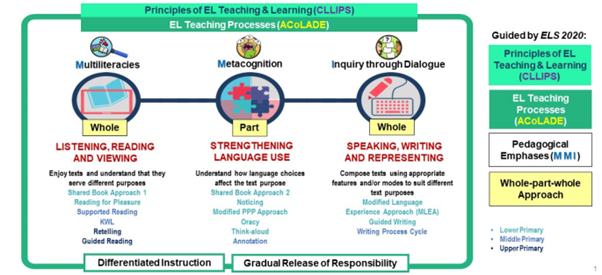 Principles of EL Teaching & Learning (CLLIPS)
EL Teaching Processes (ACoLADE)
Multiliteracies
Metacognition
Inquiry through Dialogue
Whole
Part
Whole
LISTENING, READING
AND VIEWING
Enjoy texts and understand that they
serve different purposes
Shared Book Approach 1
Reading for Pleasure
Supported Reading
KWL
Retelling
Guided Reading
STRENGTHENING
LANGUAGE USE
Understand how language choices
affect the text purpose
Shared Book Approach 2
Noticing
Modified PPP Approach
Oracy
Think-aloud
Annotation
SPEAKING, WRITING
AND REPRESENTING
Compose texts using appropriate
features and/or modes to suit different
text purposes
Modified Language
Experience Approach (MLEA)
Guided Writing
Writing Process Cycle
Differentiated Instruction
Gradual Release of Responsibility
Guided by ELS 2020:
Principles of EL
Teaching & Learning
(CLLIPS)
EL Teaching
Processes
(ACoLADE)
Pedagogical
Emphases (MMI)
Whole-part-whole
Approach
• Lower Primary
• Middle Primary
• Upper Primary
1